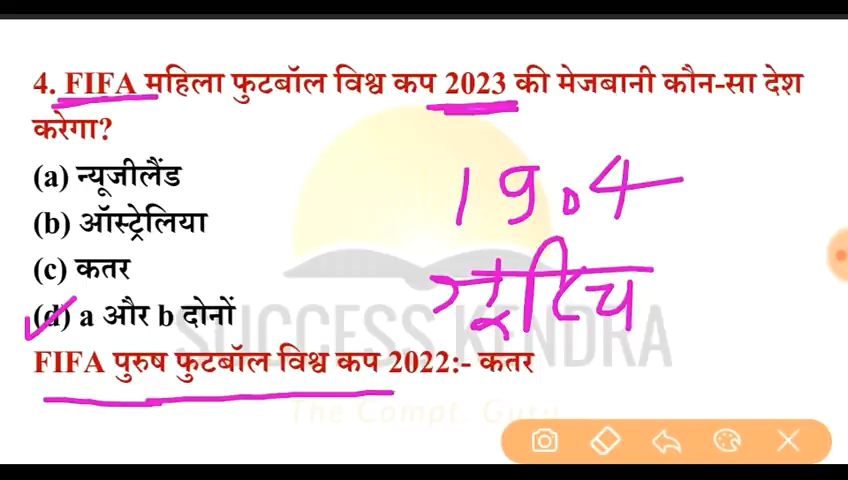 4. FIFA महिला फुटबॉल विश्व कप 2023 की मेजबानी कौन-सा देश
करेगा?
(a) न्यूजीलैंड
(b) ऑस्ट्रेलिया
(c) कतर
(d) a और b दोनों
FIFA पुरुष फुटबॉल विश्व कप 2022:- कतर
1904
SUCCESS KENDRA
The Compt. Guru